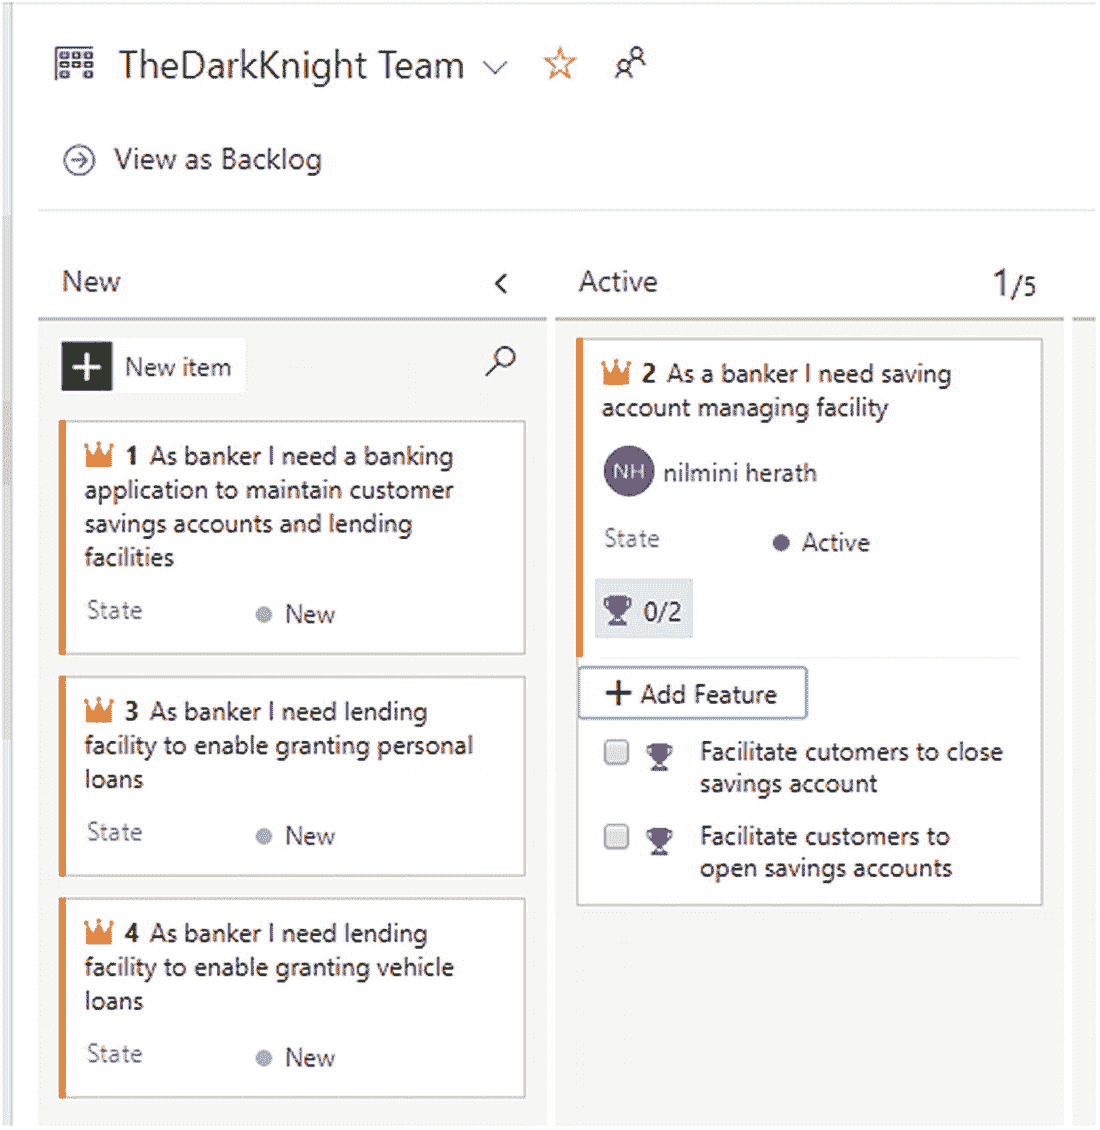 TheDarkKnight Team
View as Backlog
New
New item
1 As banker I need a banking
application to maintain customer
savings accounts and lending
facilities
State New
3 As banker I need lending
facility to enable granting personal
loans
State New
4 As banker I need lending
facility to enable granting vehicle
loans
State New
Active 1/5
2 As a banker I need saving
account managing facility
NH nilmini herath
State Active
0/2
Add Feature
Facilitate cutomers to close
savings account
Facilitate customers to
open savings accounts